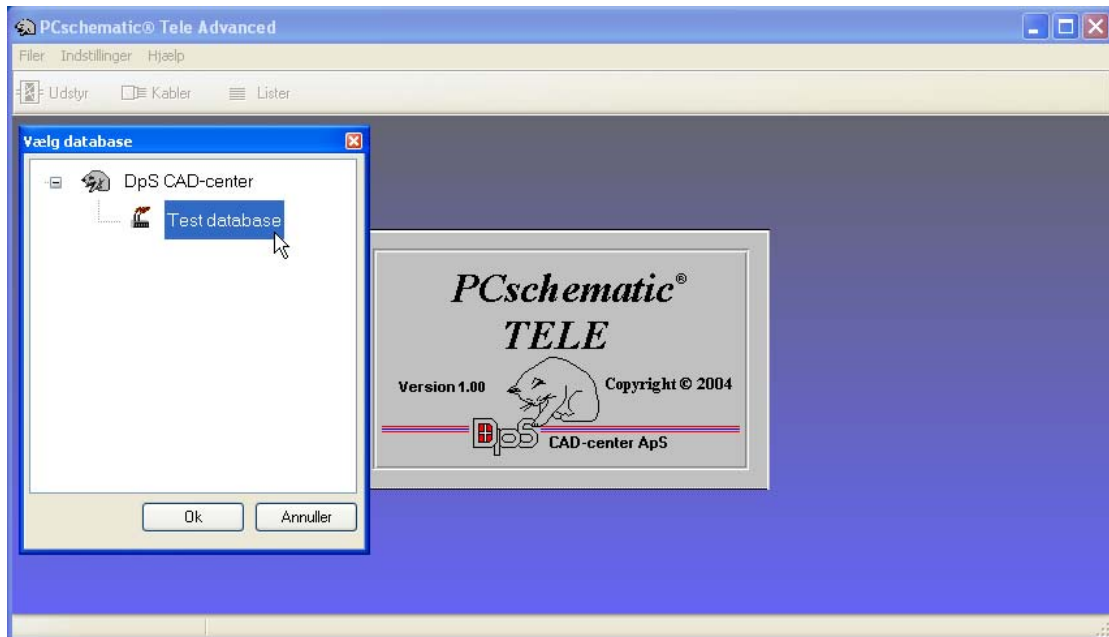 PCschematic® Tele Advanced
Filer Indstillinger Hjælp
Udstyr Kabler Lister
Vælg database
DpS CAD-center
Test database
Ok Annuller
PCschematic®
TELE
Version 1.00 Copyright © 2004
DpS CAD-center ApS